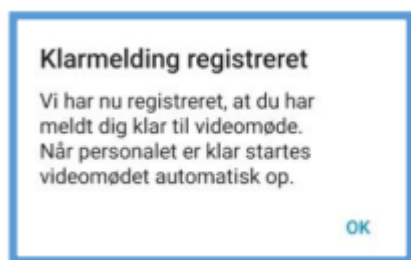 Klarmelding registreret
Vi har nu registreret, at du har
meldt dig klar til videomøde.
Når personalet er klar startes
videomødet automatisk op.
OK